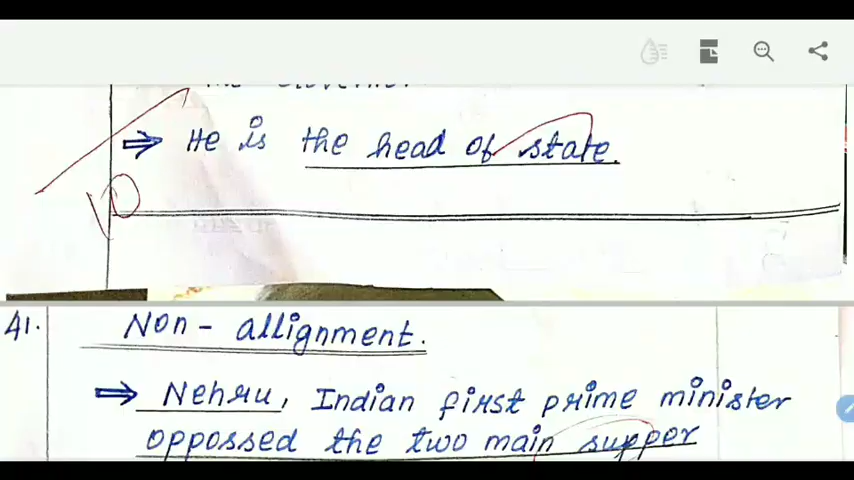 ⇒ He is the head of state.
10
41. Non - allignment.
⇒ Nehru, Indian first prime minister
oppossed the two main supper